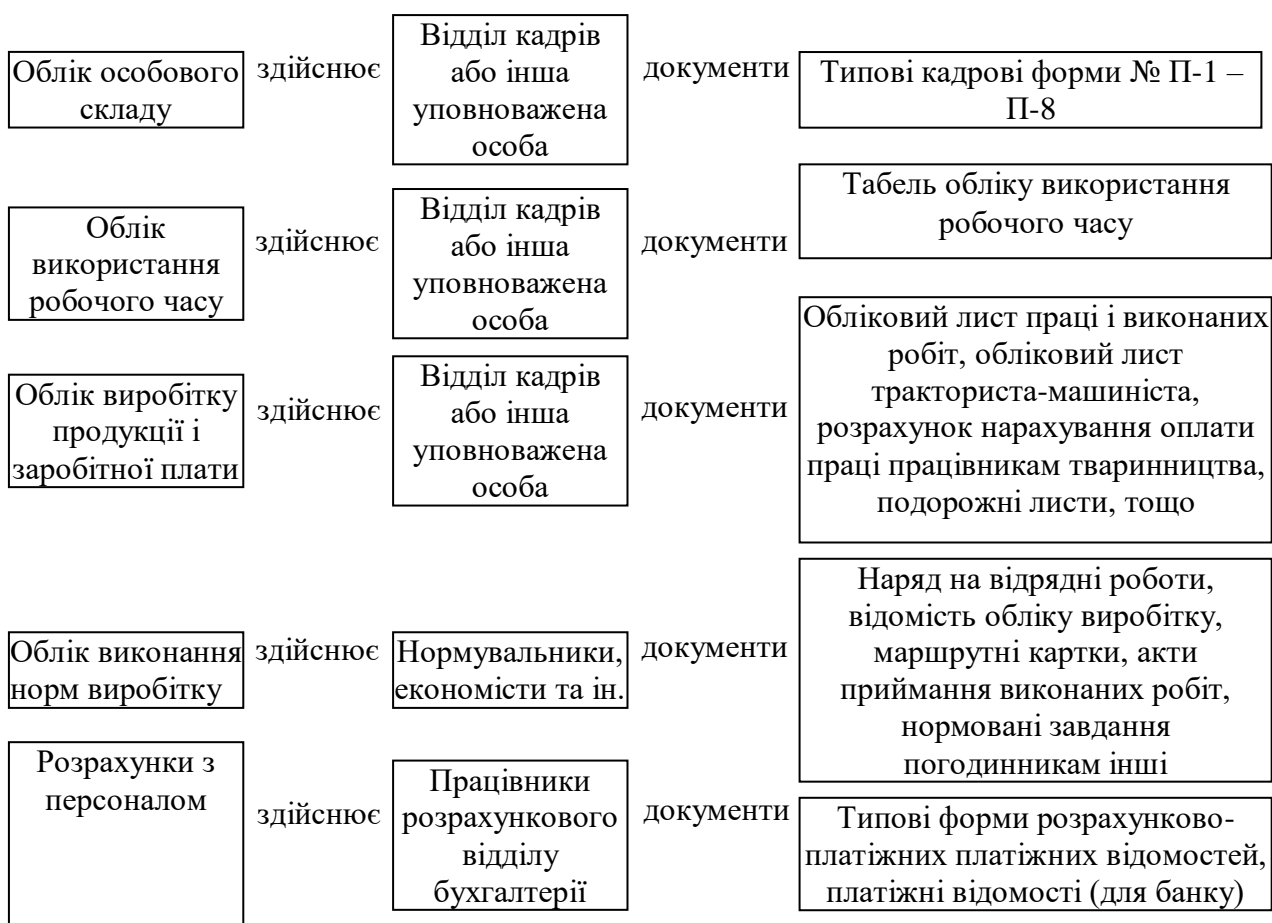 Облік особового
складу
здійснює
Відділ кадрів
або інша
уповноважена
особа
документи
Типові кадрові форми № П-1 –
П-8
Облік
використання
робочого часу
здійснює
Відділ кадрів
або інша
уповноважена
особа
документи
Табель обліку використання
робочого часу
Облік виробітку
продукції і
заробітної плати
здійснює
Відділ кадрів
або інша
уповноважена
особа
документи
Обліковий лист праці і виконаних
робіт, обліковий лист
тракториста-машиніста,
розрахунок нарахування оплати
праці працівникам тваринництва,
подорожні листи, тощо
Облік виконання
норм виробітку
здійснює
Нормувальники,
економісти та ін.
документи
Наряд на відрядні роботи,
відомість обліку виробітку,
маршрутні картки, акти
приймання виконаних робіт,
нормовані завдання
погодинникам інші
Розрахунки з
персоналом
здійснює
Працівники
розрахункового
відділу
бухгалтерії
документи
Типові форми розрахунково-
платіжних платіжних відомостей,
платіжні відомості (для банку)